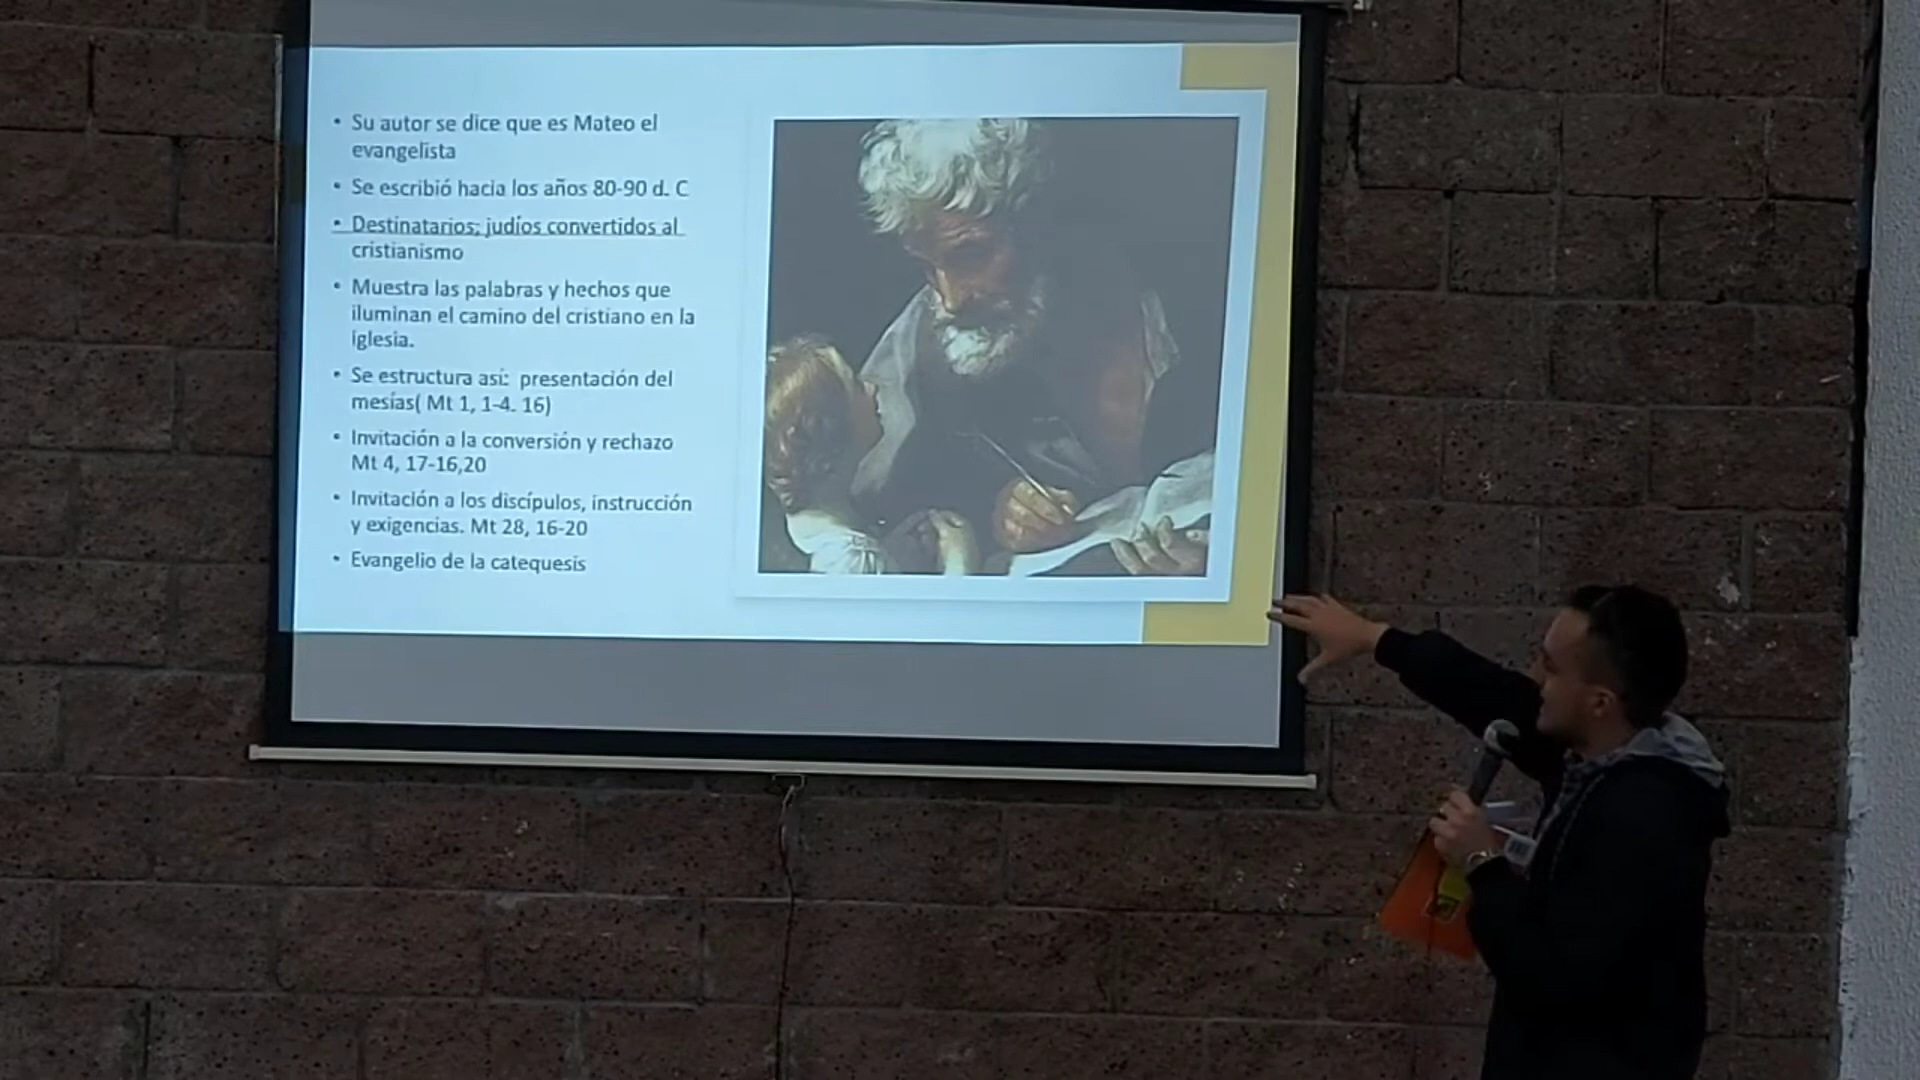 • Su autor se dice que es Mateo el
evangelista
• Se escribió hacia los años 80-90 d. C
• Destinatarios; judíos convertidos al
cristianismo
• Muestra las palabras y hechos que
iluminan el camino del cristiano en la
iglesia.
• Se estructura así: presentación del
mesías( Mt 1, 1-4. 16)
• Invitación a la conversión y rechazo
Mt 4, 17-16,20
• Invitación a los discípulos, instrucción
y exigencias. Mt 28, 16-20
• Evangelio de la catequesis